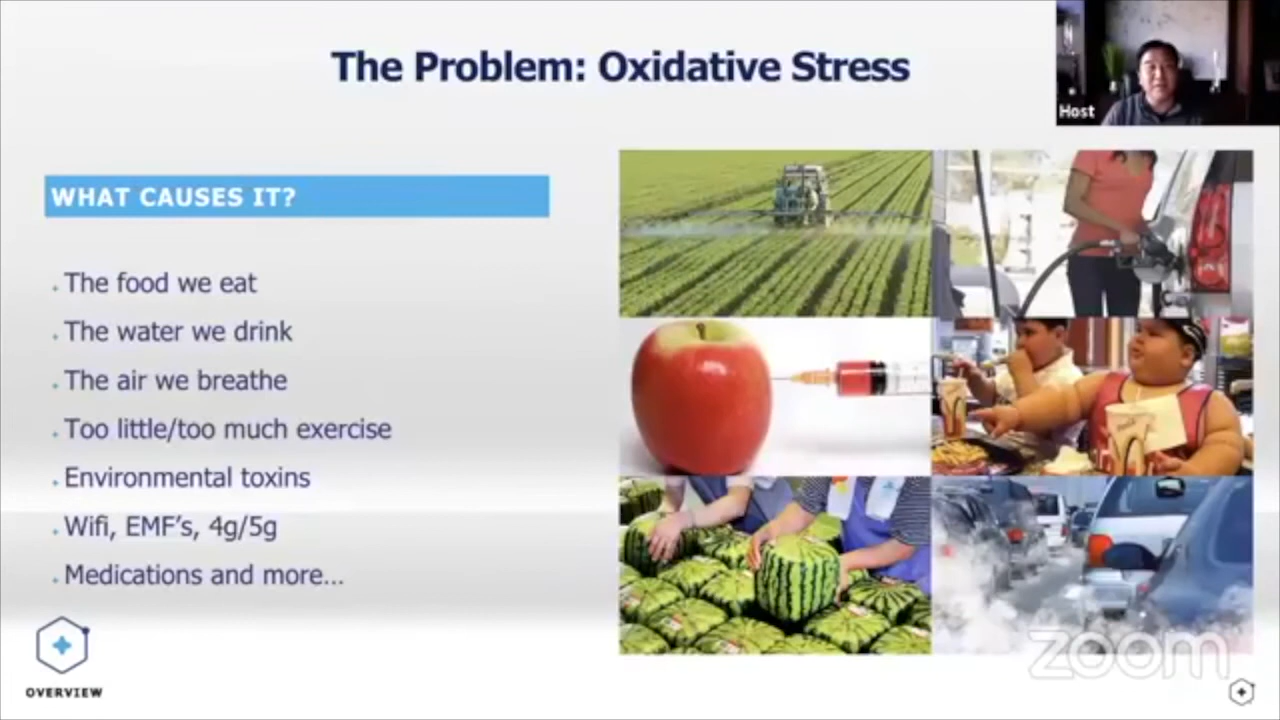 The Problem: Oxidative Stress
Host
WHAT CAUSES IT?
The food we eat
The water we drink
The air we breathe
Too little/too much exercise
Environmental toxins
Wifi, EMF's, 4g/5g
Medications and more...
zoom
OVERVIEW